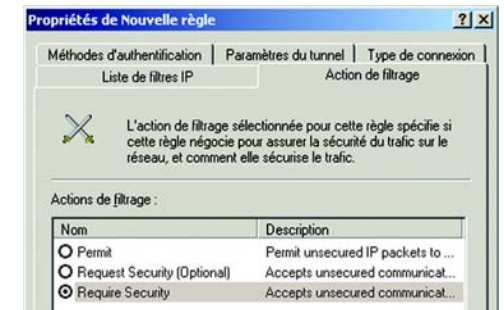 Propriétés de Nouvelle règle
Méthodes d'authentification Paramètres du tunnel Type de connexion
Liste de filtres IP Action de filtrage
L'action de filtrage sélectionnée pour cette règle spécifie si
cette règle négocie pour assurer la sécurité du trafic sur le
réseau, et comment elle sécurise le trafic.
Actions de filtrage :
Nom Description
Permit Permit unsecured IP packets to ...
Request Security (Optional) Accepts unsecured communicat...
Require Security Accepts unsecured communicat...